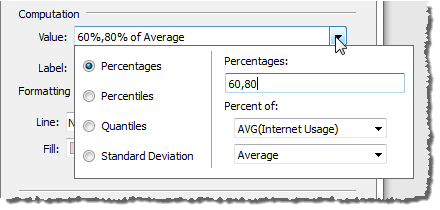 Computation
Value: 60%,80% of Average
Percentages
Percentiles
Quantiles
Standard Deviation
Percentages:
60,80
Percent of:
AVG(Internet Usage)
Average
Label:
Formatting
Line:
Fill: